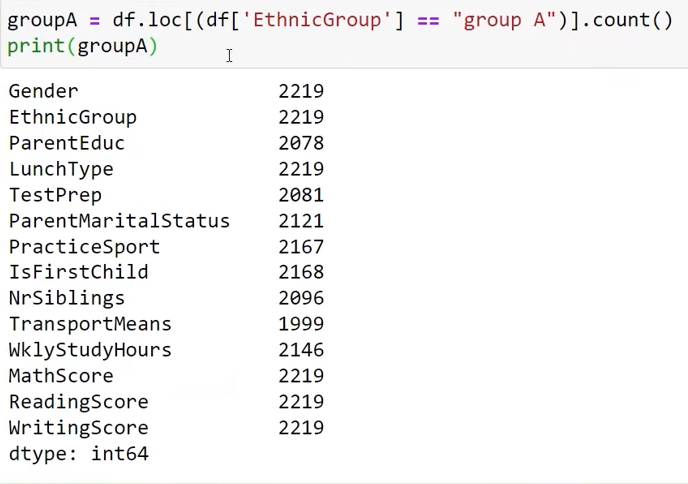 groupA = df.loc[(df['EthnicGroup'] == "group A")].count()
print(groupA)
Gender 2219
EthnicGroup 2219
ParentEduc 2078
LunchType 2219
TestPrep 2081
ParentMaritalStatus 2121
PracticeSport 2167
IsFirstChild 2168
NrSiblings 2096
TransportMeans 1999
WklyStudyHours 2146
MathScore 2219
ReadingScore 2219
WritingScore 2219
dtype: int64